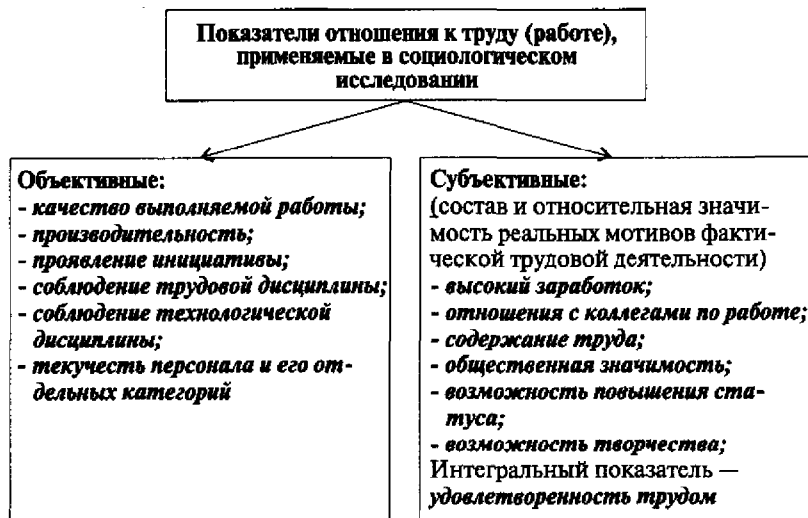 Показатели отношения к труду (работе),
применяемые в социологическом
исследовании
Объективные:
- качество выполняемой работы;
- производительность;
- проявление инициативы;
- соблюдение трудовой дисциплины;
- соблюдение технологической
дисциплины;
- текучесть персонала и его от-
дельных категорий
Субъективные:
(состав и относительная значи-
мость реальных мотивов факти-
ческой трудовой деятельности)
- высокий заработок;
- отношения с коллегами по работе;
- содержание труда;
- общественная значимость;
- возможность повышения ста-
туса;
- возможность творчества;
Интегральный показатель —
удовлетворенность трудом